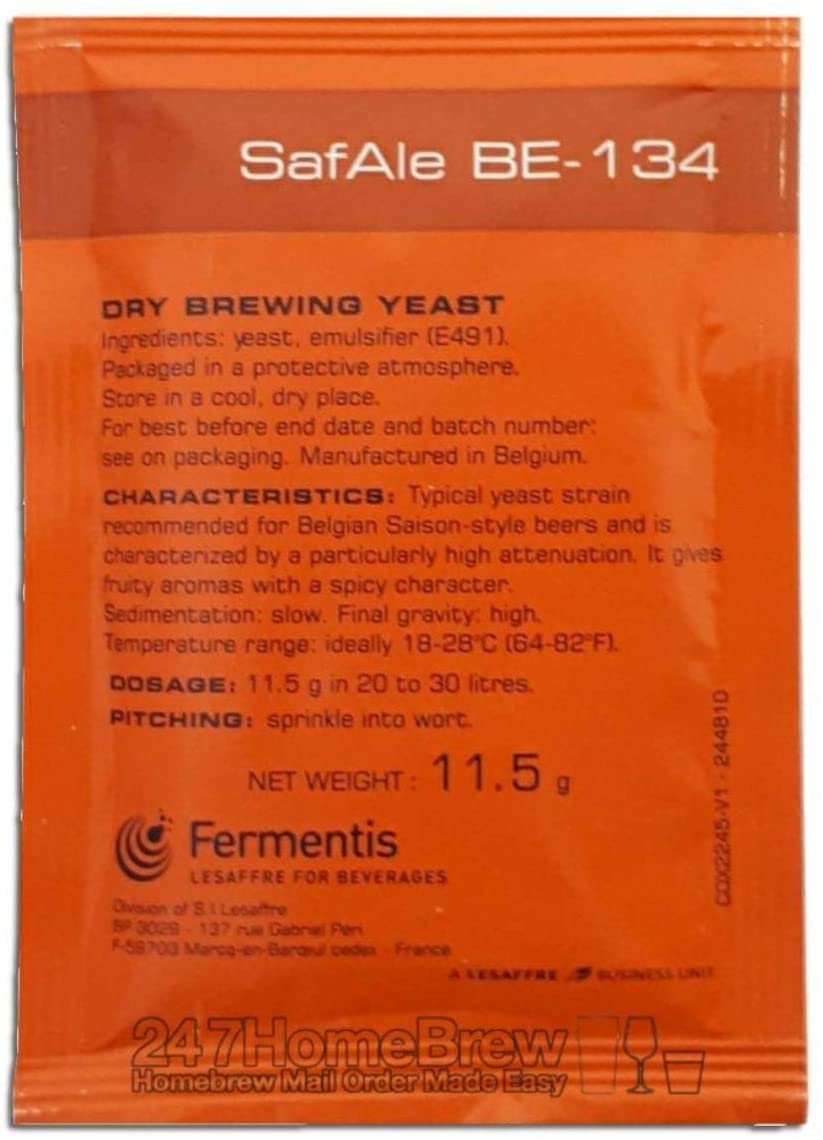 SafAle BE-134
DRY BREWING YEAST
Ingredients: yeast, emulsifier (E491).
Packaged in a protective atmosphere.
Store in a cool, dry place.
For best before end date and batch number:
see on packaging. Manufactured in Belgium.
CHARACTERISTICS: Typical yeast strain
recommended for Belgian Saison-style beers and is
characterized by a particularly high attenuation. It gives
fruity aromas with a spicy character.
Sedimentation: slow. Final gravity: high.
Temperature range: ideally 18-28°C (64-82°F).
DOSAGE: 11.5 g in 20 to 30 litres.
PITCHING: sprinkle into wort.
NET WEIGHT: 11.5 g
COX2245-V1 - 244810
Fermentis
LESAFFRE FOR BEVERAGES
Division of S.I.Lesaffre
BP 3029 - 137 rue Gabriel Péri
F-59703 Marcq-en-Barœul cedex - France
A LESAFFRE BUSINESS UNIT
247HomeBrew
Homebrew Mail Order Made Easy